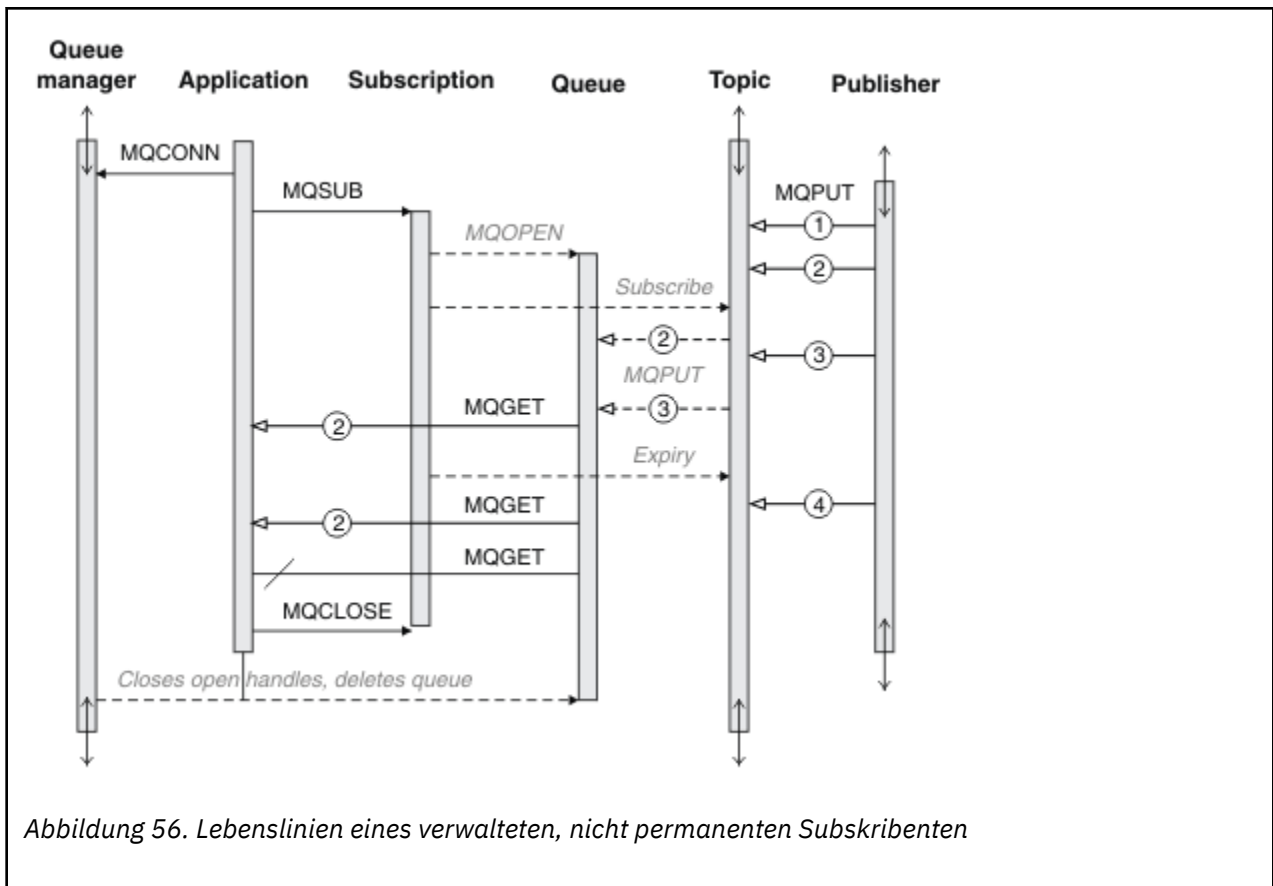 Queue manager
Application
Subscription
Queue
Topic
Publisher
MQCONN
MQSUB
MQPUT
MQOPEN
1
2
Subscribe
2
3
MQPUT
MQGET
3
2
Expiry
MQGET
4
2
MQGET
MQCLOSE
Closes open handles, deletes queue
Abbildung 56. Lebenslinien eines verwalteten, nicht permanenten Subskribenten